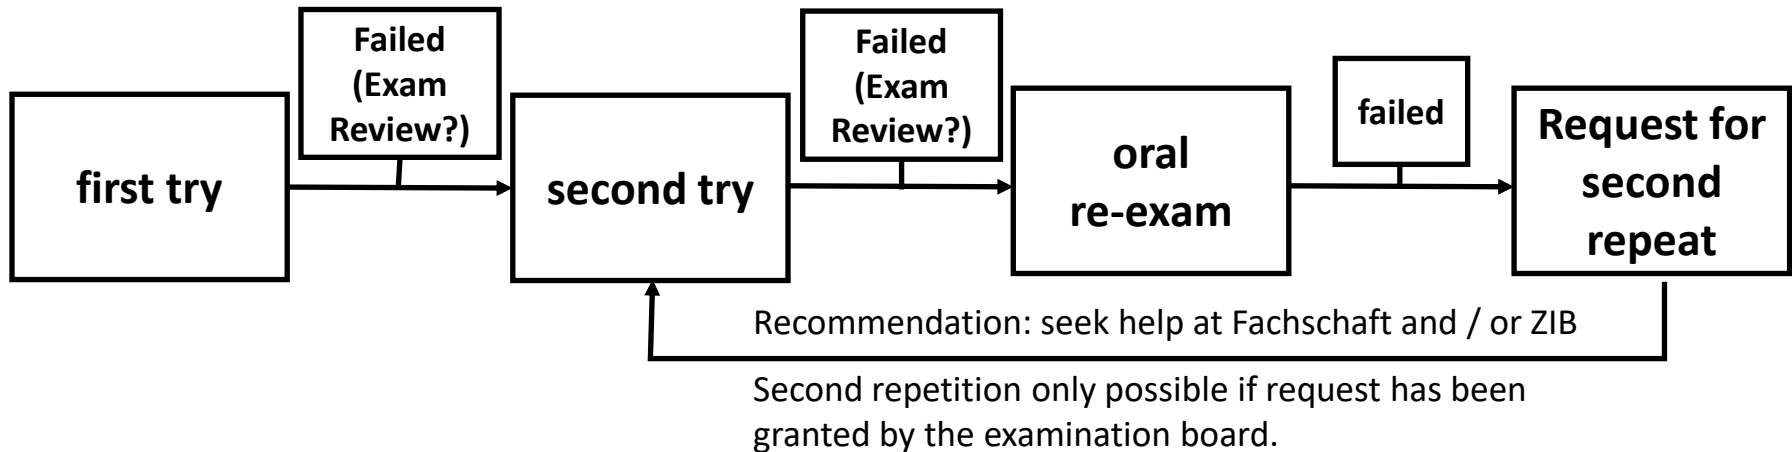 first try
Failed
(Exam
Review?)
second try
Failed
(Exam
Review?)
oral
re-exam
failed
Request for
second
repeat
Recommendation: seek help at Fachschaft and / or ZIB
Second repetition only possible if request has been
granted by the examination board.